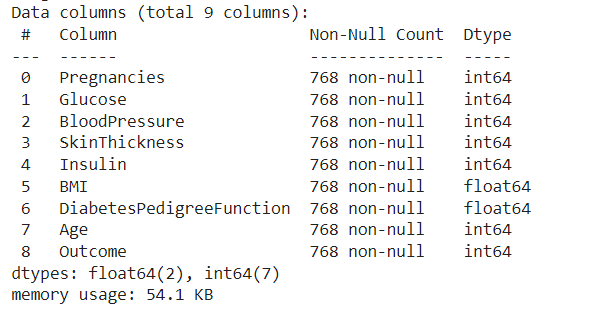 Data columns (total 9 columns):
 #   Column                    Non-Null Count  Dtype
---  ------                    --------------  -----
 0   Pregnancies               768 non-null    int64
 1   Glucose                   768 non-null    int64
 2   BloodPressure             768 non-null    int64
 3   SkinThickness             768 non-null    int64
 4   Insulin                   768 non-null    int64
 5   BMI                       768 non-null    float64
 6   DiabetesPedigreeFunction  768 non-null    float64
 7   Age                       768 non-null    int64
 8   Outcome                   768 non-null    int64
dtypes: float64(2), int64(7)
memory usage: 54.1 KB